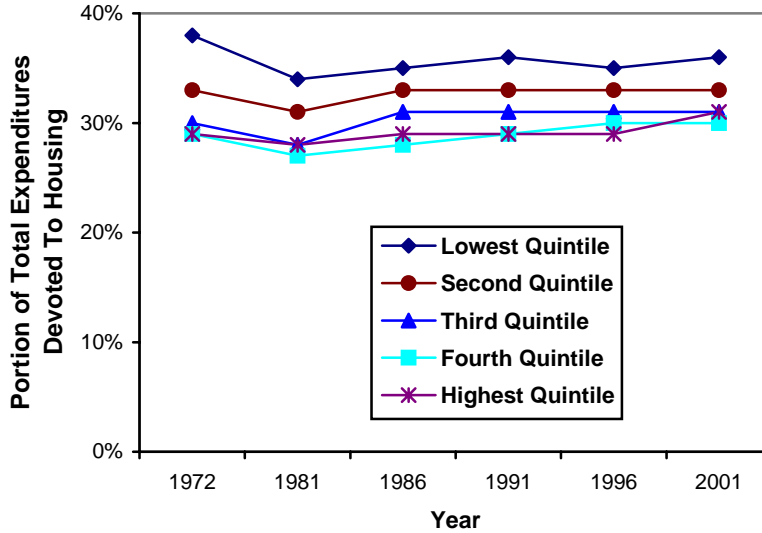 Portion of Total Expenditures
Devoted To Housing
40%
30%
20%
10%
0%
Lowest Quintile
Second Quintile
Third Quintile
Fourth Quintile
Highest Quintile
1972 1981 1986 1991 1996 2001
Year